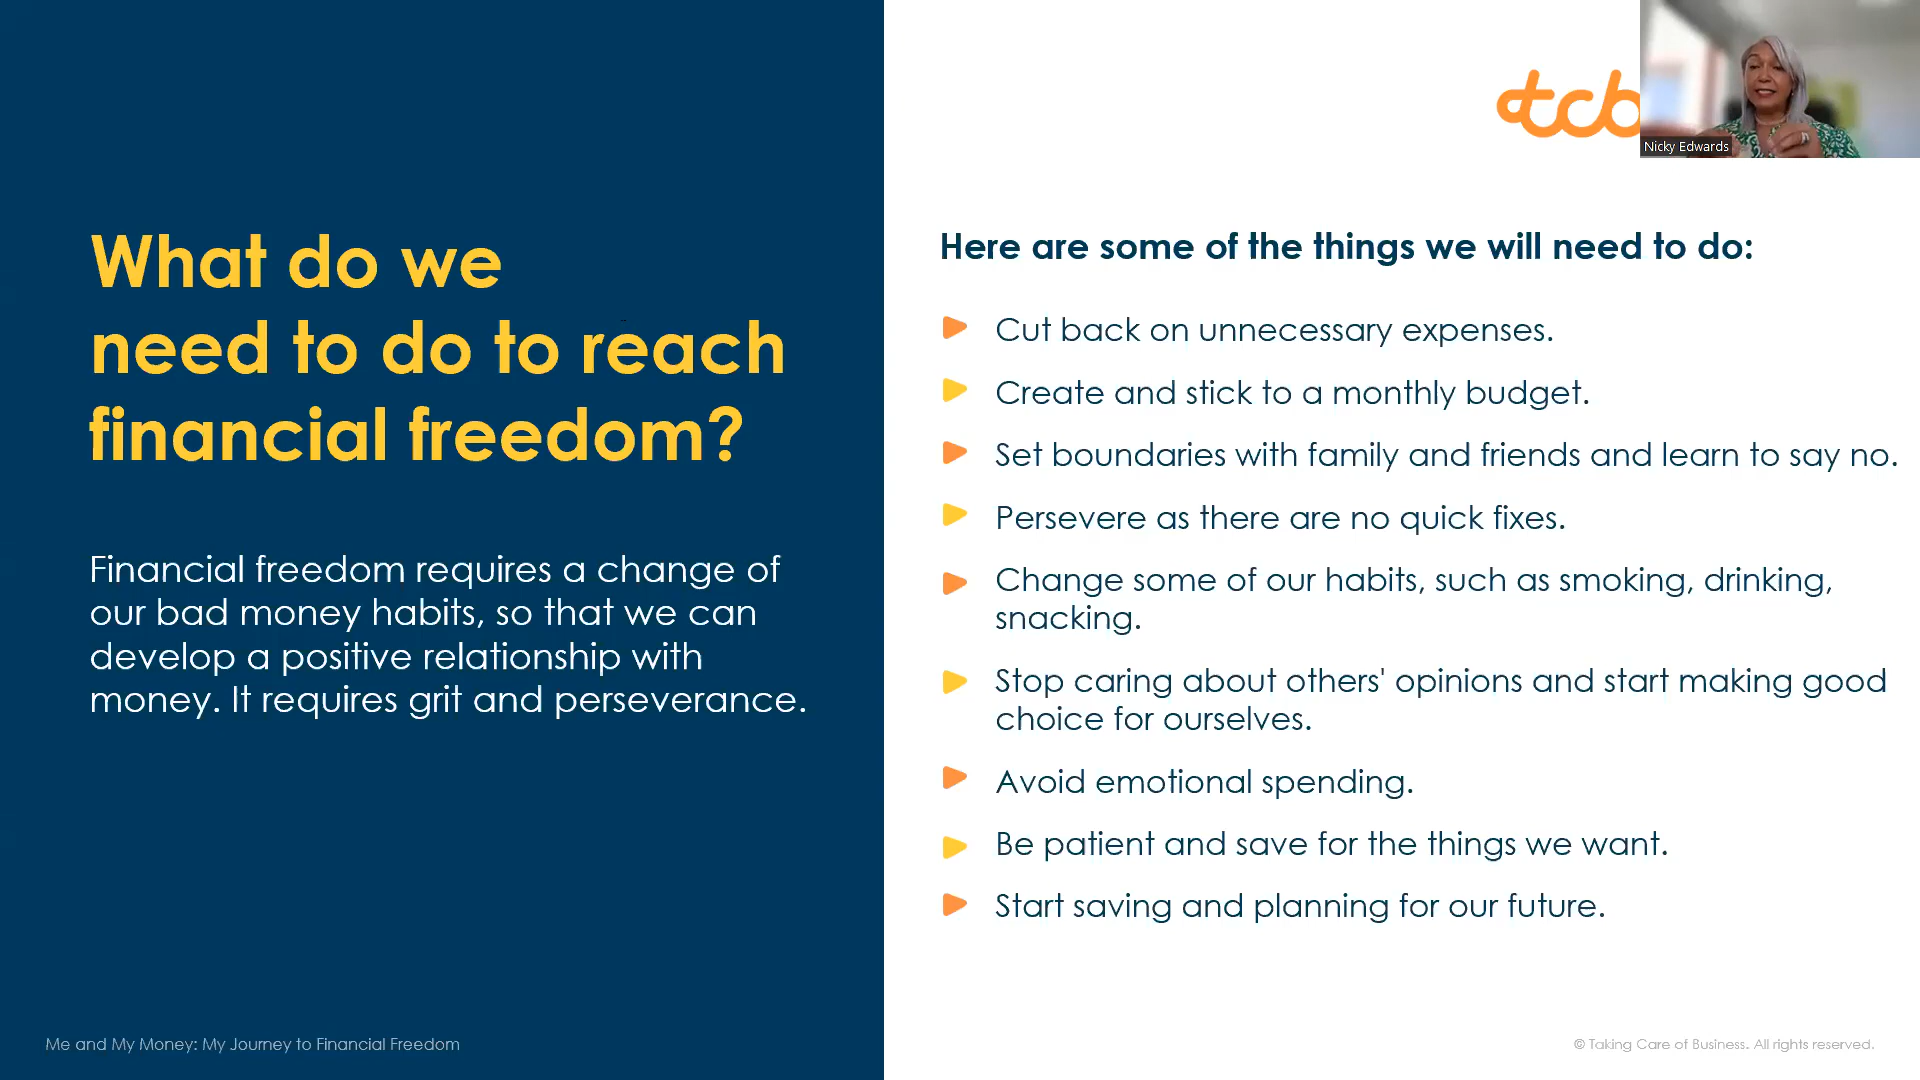 What do we
need to do to reach
financial freedom?
Financial freedom requires a change of
our bad money habits, so that we can
develop a positive relationship with
money. It requires grit and perseverance.
Me and My Money: My Journey to Financial Freedom
tcb
Nicky Edwards
Here are some of the things we will need to do:
Cut back on unnecessary expenses.
Create and stick to a monthly budget.
Set boundaries with family and friends and learn to say no.
Persevere as there are no quick fixes.
Change some of our habits, such as smoking, drinking,
snacking.
Stop caring about others' opinions and start making good
choice for ourselves.
Avoid emotional spending.
Be patient and save for the things we want.
Start saving and planning for our future.
© Taking Care of Business. All rights reserved.